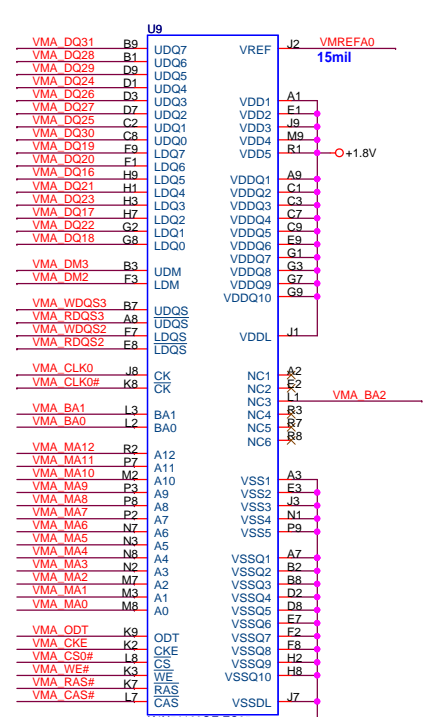 U9
VMA_DQ31 B9 UDQ7 VREF J2 VMREFA0
VMA_DQ28 B1 UDQ6 15mil
VMA_DQ29 D9 UDQ5
VMA_DQ24 D1 UDQ4
VMA_DQ26 D3 UDQ3 VDD1 A1
VMA_DQ27 D7 UDQ2 VDD2 E1
VMA_DQ25 C2 UDQ1 VDD3 J9
VMA_DQ30 C8 UDQ0 VDD4 M9
VMA_DQ19 F9 LDQ7 VDD5 R1 +1.8V
VMA_DQ20 F1 LDQ6
VMA_DQ16 H9 LDQ5 VDDQ1 A9
VMA_DQ21 H1 LDQ4 VDDQ2 C1
VMA_DQ23 H3 LDQ3 VDDQ3 C3
VMA_DQ17 H7 LDQ2 VDDQ4 C7
VMA_DQ22 G2 LDQ1 VDDQ5 C9
VMA_DQ18 G8 LDQ0 VDDQ6 E9
VDDQ7 G1
VMA_DM3 B3 UDM VDDQ8 G3
VMA_DM2 F3 LDM VDDQ9 G7
VDDQ10 G9
VMA_WDQS3 B7 UDQS
VMA_RDQS3 A8 UDQS
VMA_WDQS2 F7 LDQS VDDL J1
VMA_RDQS2 E8 LDQS
VMA_CLK0 J8 CK NC1 A2
VMA_CLK0# K8 CK NC2 E2
NC3 L1 VMA_BA2
VMA_BA1 L3 BA1 NC4 R3
VMA_BA0 L2 BA0 NC5 R7
NC6 R8
VMA_MA12 R2 A12
VMA_MA11 P7 A11
VMA_MA10 M2 A10 VSS1 A3
VMA_MA9 P3 A9 VSS2 E3
VMA_MA8 P8 A8 VSS3 J3
VMA_MA7 P2 A7 VSS4 N1
VMA_MA6 N7 A6 VSS5 P9
VMA_MA5 N3 A5
VMA_MA4 N8 A4 VSSQ1 A7
VMA_MA3 N2 A3 VSSQ2 B2
VMA_MA2 M7 A2 VSSQ3 B8
VMA_MA1 M3 A1 VSSQ4 D2
VMA_MA0 M8 A0 VSSQ5 D8
VSSQ6 E7
VMA_ODT K9 ODT VSSQ7 F2
VMA_CKE K2 CKE VSSQ8 F8
VMA_CS0# L8 CS VSSQ9 H2
VMA_WE# K3 WE VSSQ10 H8
VMA_RAS# K7 RAS
VMA_CAS# L7 CAS VSSDL J7